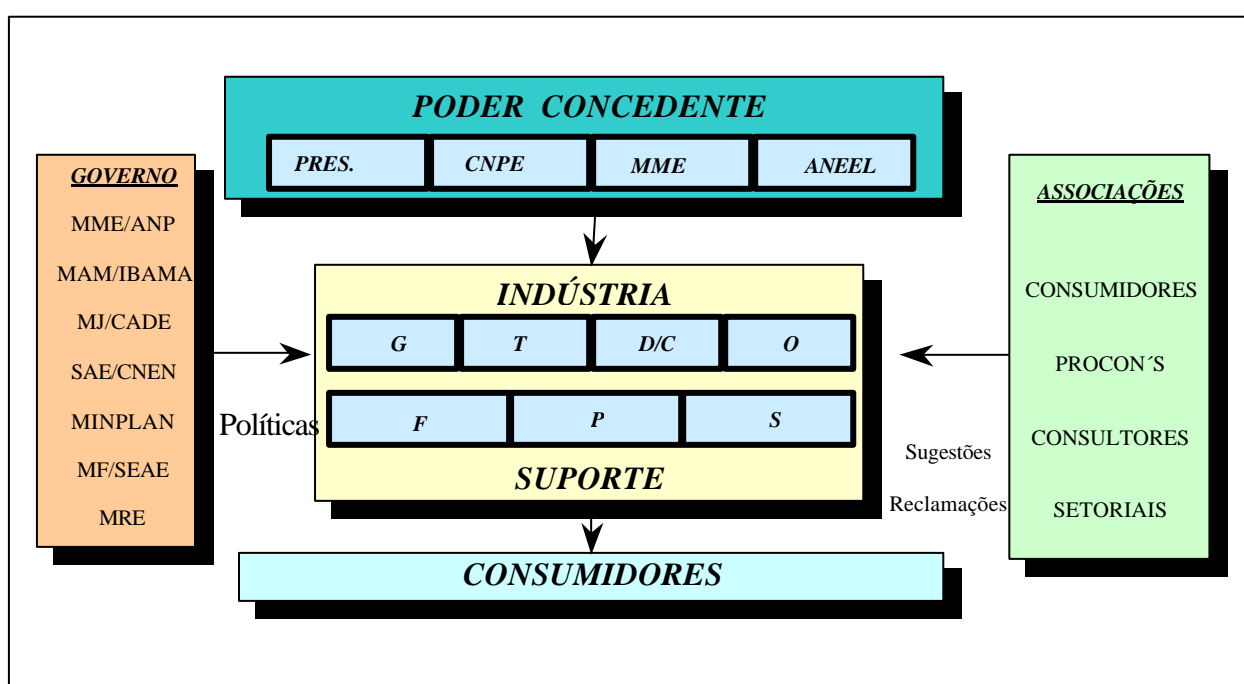 PODER CONCEDENTE
PRES. CNPE MME ANEEL
GOVERNO
MME/ANP
MAM/IBAMA
MJ/CADE
SAE/CNEN
MINPLAN
MF/SEAE
MRE
Políticas
INDÚSTRIA
G T D/C O
F P S
SUPORTE
ASSOCIAÇÕES
CONSUMIDORES
PROCON´S
CONSULTORES
SETORIAIS
Sugestões
Reclamações
CONSUMIDORES